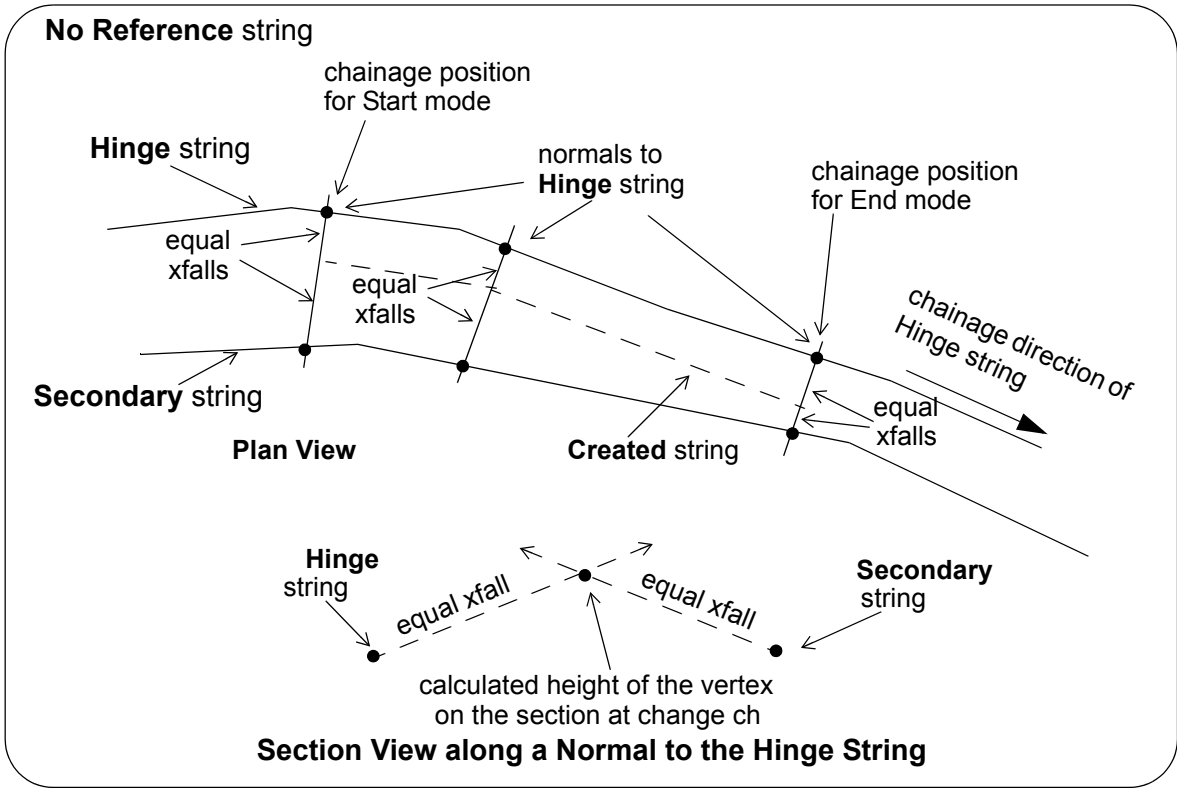 No Reference string
chainage position
for Start mode
Hinge string
normals to
Hinge string
chainage position
for End mode
equal
xfalls
equal
xfalls
chainage direction of
Hinge string
Secondary string
equal
xfalls
Plan View
Created string
Hinge
string
equal xfall
equal xfall
Secondary
string
calculated height of the vertex
on the section at change ch
Section View along a Normal to the Hinge String